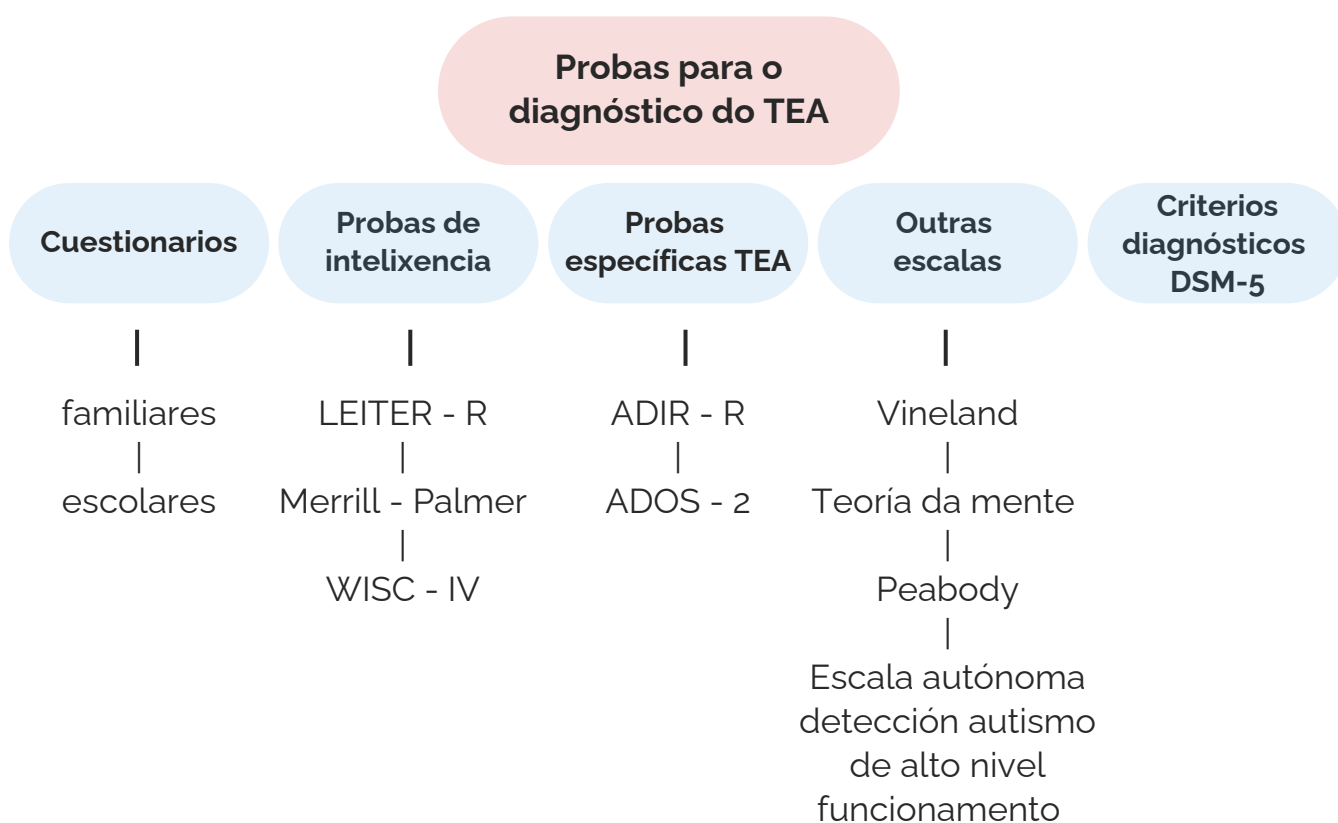 Probas para o
diagnóstico do TEA
Cuestionarios
familiares
escolares
Probas de
intelixencia
LEITER - R
Merrill - Palmer
WISC - IV
Probas
específicas TEA
ADIR - R
ADOS - 2
Outras
escalas
Vineland
Teoría da mente
Peabody
Escala autónoma
detección autismo
de alto nivel
funcionamento
Criterios
diagnósticos
DSM-5